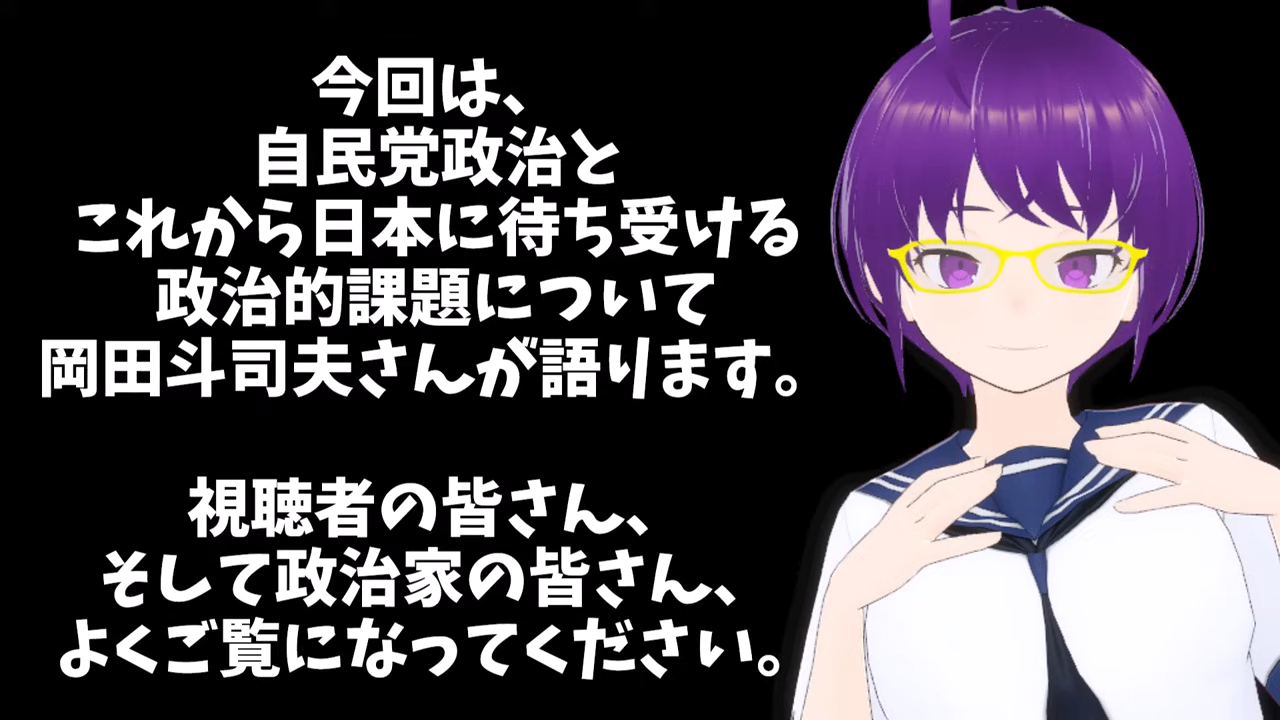 今回は、
自民党政治と
これから日本に待ち受ける
政治的課題について
岡田斗司夫さんが語ります。
視聴者の皆さん、
そして政治家の皆さん、
よくご覧になってください。